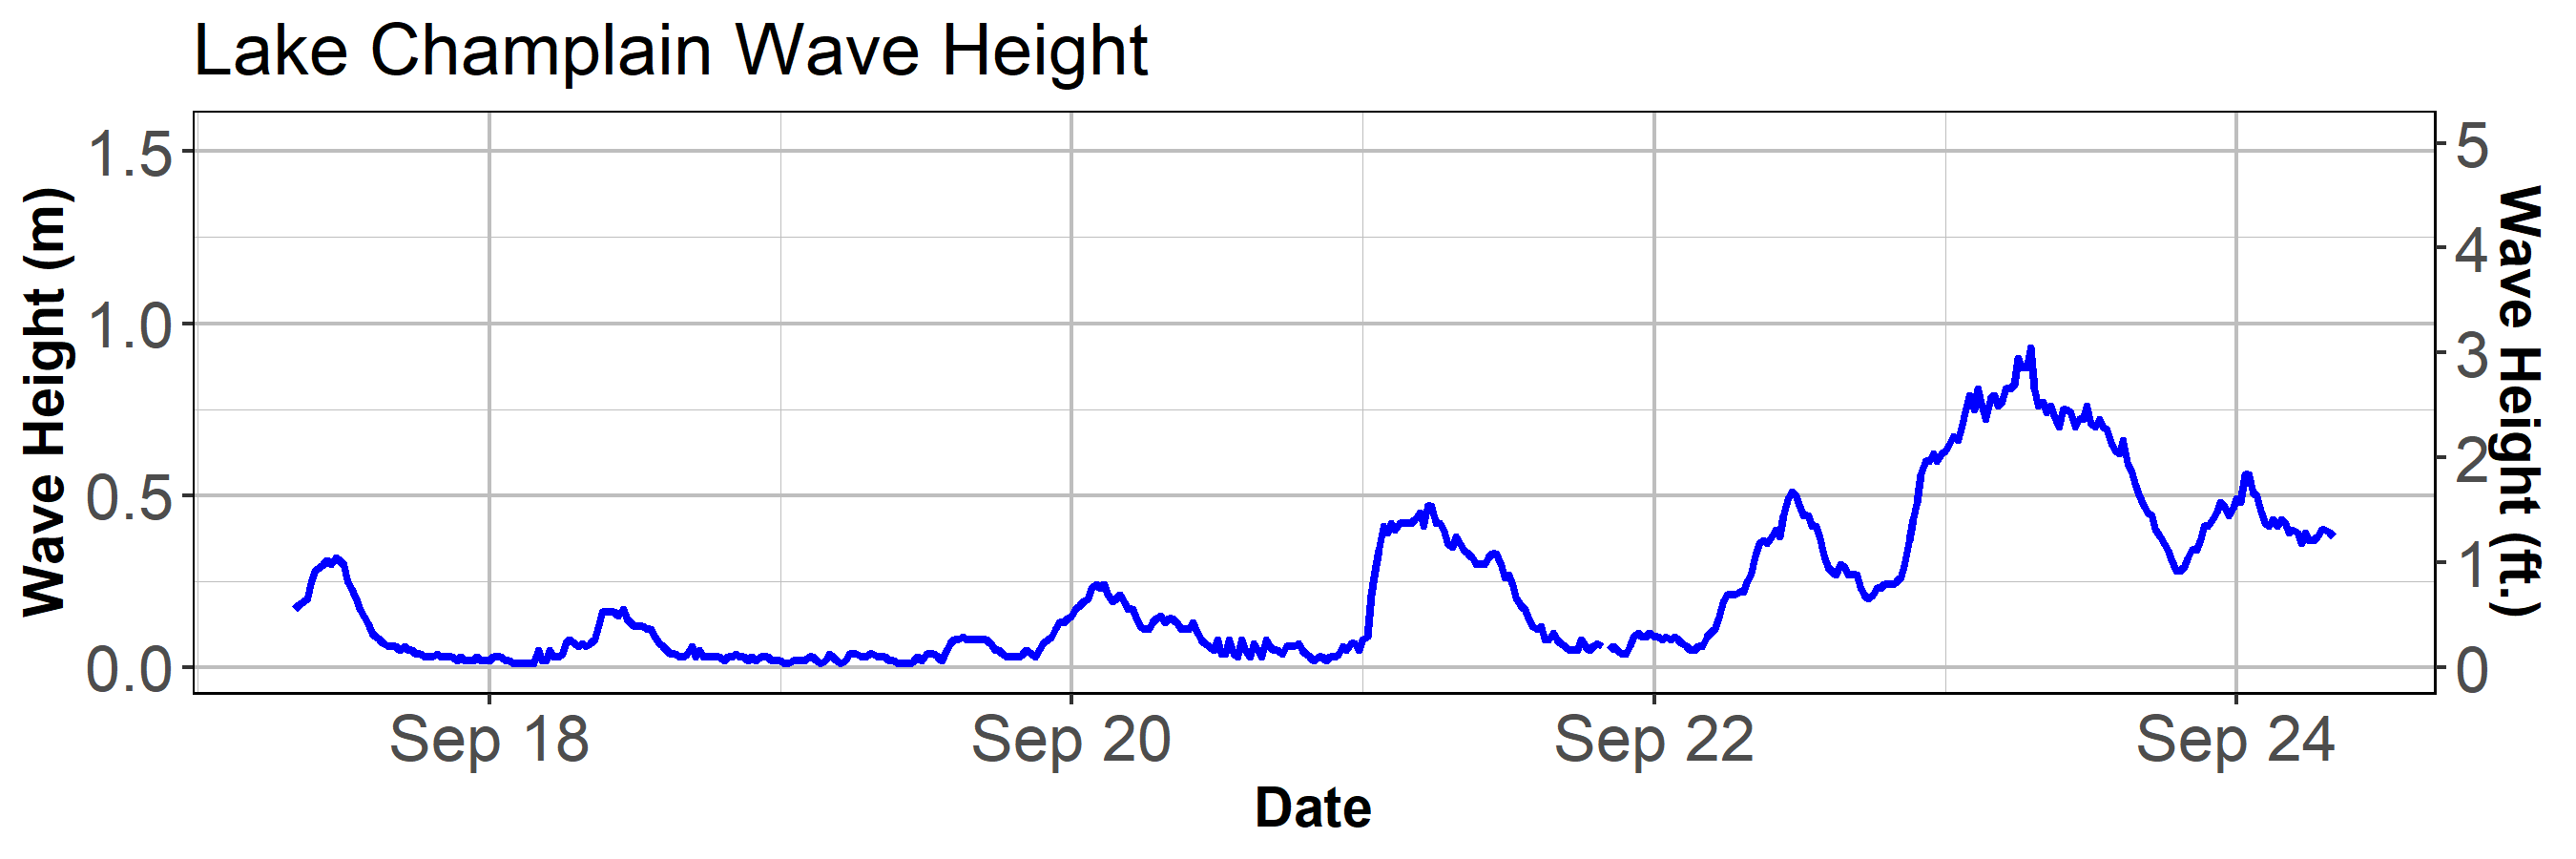 Lake Champlain Wave Height
Wave Height (m)
1.5
1.0
0.5
0.0
5
4
3
2
1
0
Wave Height (ft.)
Sep 18
Sep 20
Sep 22
Sep 24
Date